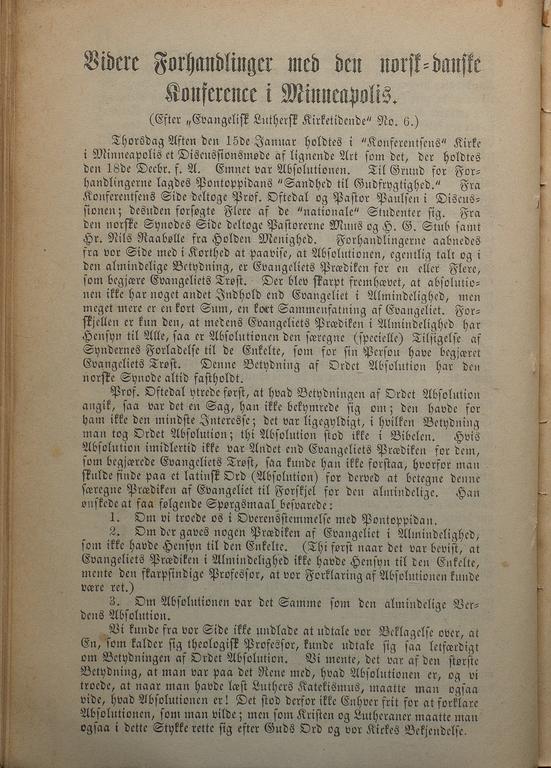 Videre Forhandlinger med den norsk-danske
Konference i Minneapolis.
(Efter „Evangelisk Luthersk Kirketidende" No. 6.)
Thorsdag Aften den 15de Januar holdtes i "Konferentsens" Kirke
i Minneapolis et Discussionsmøde af lignende Art som det, der holdtes
den 18de Decbr. f. A. Emnet var Absolutionen. Til Grund for For-
handlingerne lagdes Pontoppidans "Sandhed til Gudfrygtighed." Fra
Konferentsens Side deltoge Prof. Oftedal og Pastor Paulsen i Discus-
sionen; desuden forsøgte Flere af de "nationale" Studenter sig. Fra
den norske Synodes Side deltoge Pastorerne Muus og H. G. Stub samt
Hr. Nils Raabølle fra Holden Menighed. Forhandlingerne aabnedes
fra vor Side med i Korthed at paavise, at Absolutionen, egentlig talt og i
den almindelige Betydning, er Evangeliets Prædiken for en eller Flere,
som begjære Evangeliets Trøst. Der blev skarpt fremhævet, at absolutio-
nen ikke har noget andet Indhold end Evangeliet i Almindelighed, men
meget mere er en kort Sum, en kort Sammenfatning af Evangeliet. For-
skjellen er kun den, at medens Evangeliets Prædiken i Almindelighed har
Hensyn til Alle, saa er Absolutionen den særegne (specielle) Tilsigelse af
Syndernes Forladelse til de Enkelte, som for sin Person have begjæret
Evangeliets Trøst. Denne Betydning af Ordet Absolution har den
norske Synode altid fastholdt.
Prof. Oftedal ytrede først, at hvad Betydningen af Ordet Absolution
angik, saa var det en Sag, han ikke bekymrede sig om; den havde for
ham ikke den mindste Interesse; det var ligegyldigt, i hvilken Betydning
man tog Ordet Absolution; thi Absolution stod ikke i Bibelen. Hvis
Absolution imidlertid ikke var Andet end Evangeliets Prædiken for dem,
som begjærede Evangeliets Trøst, saa kunde han ikke forstaa, hvorfor man
skulde finde paa et latinsk Ord (Absolution) for derved at betegne denne
særegne Prædiken af Evangeliet til Forskjel for den almindelige. Han
ønskede at faa følgende Spørgsmaal besvarede:
1. Om vi troede os i Overensstemmelse med Pontoppidan.
2. Om der gaves nogen Prædiken af Evangeliet i Almindelighed,
som ikke havde Hensyn til den Enkelte. (Thi først naar det var bevist, at
Evangeliets Prædiken i Almindelighed ikke havde Hensyn til den Enkelte,
mente den skarpsindige Professor, at vor Forklaring af Absolutionen kunde
være ret.)
3. Om Absolutionen var det Samme som den almindelige Ver-
dens Absolution.
Vi kunde fra vor Side ikke undlade at udtale vor Beklagelse over, at
En, som kalder sig theologisk Professor, kunde udtale sig saa letfærdigt
om Betydningen af Ordet Absolution. Vi mente, det var af den største
Betydning, at man var paa det Rene med, hvad Absolutionen er, og vi
troede, at naar man havde læst Luthers Katekismus, maatte man ogsaa
vide, hvad Absolutionen er! Det stod derfor ikke Enhver frit for at forklare
Absolutionen, som man vilde; men som Kristen og Lutheraner maatte man
ogsaa i dette Stykke rette sig efter Guds Ord og vor Kirkes Bekjendelse.